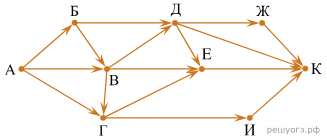 Б Д Ж
А В Е К
Г И
решуогэ.рф